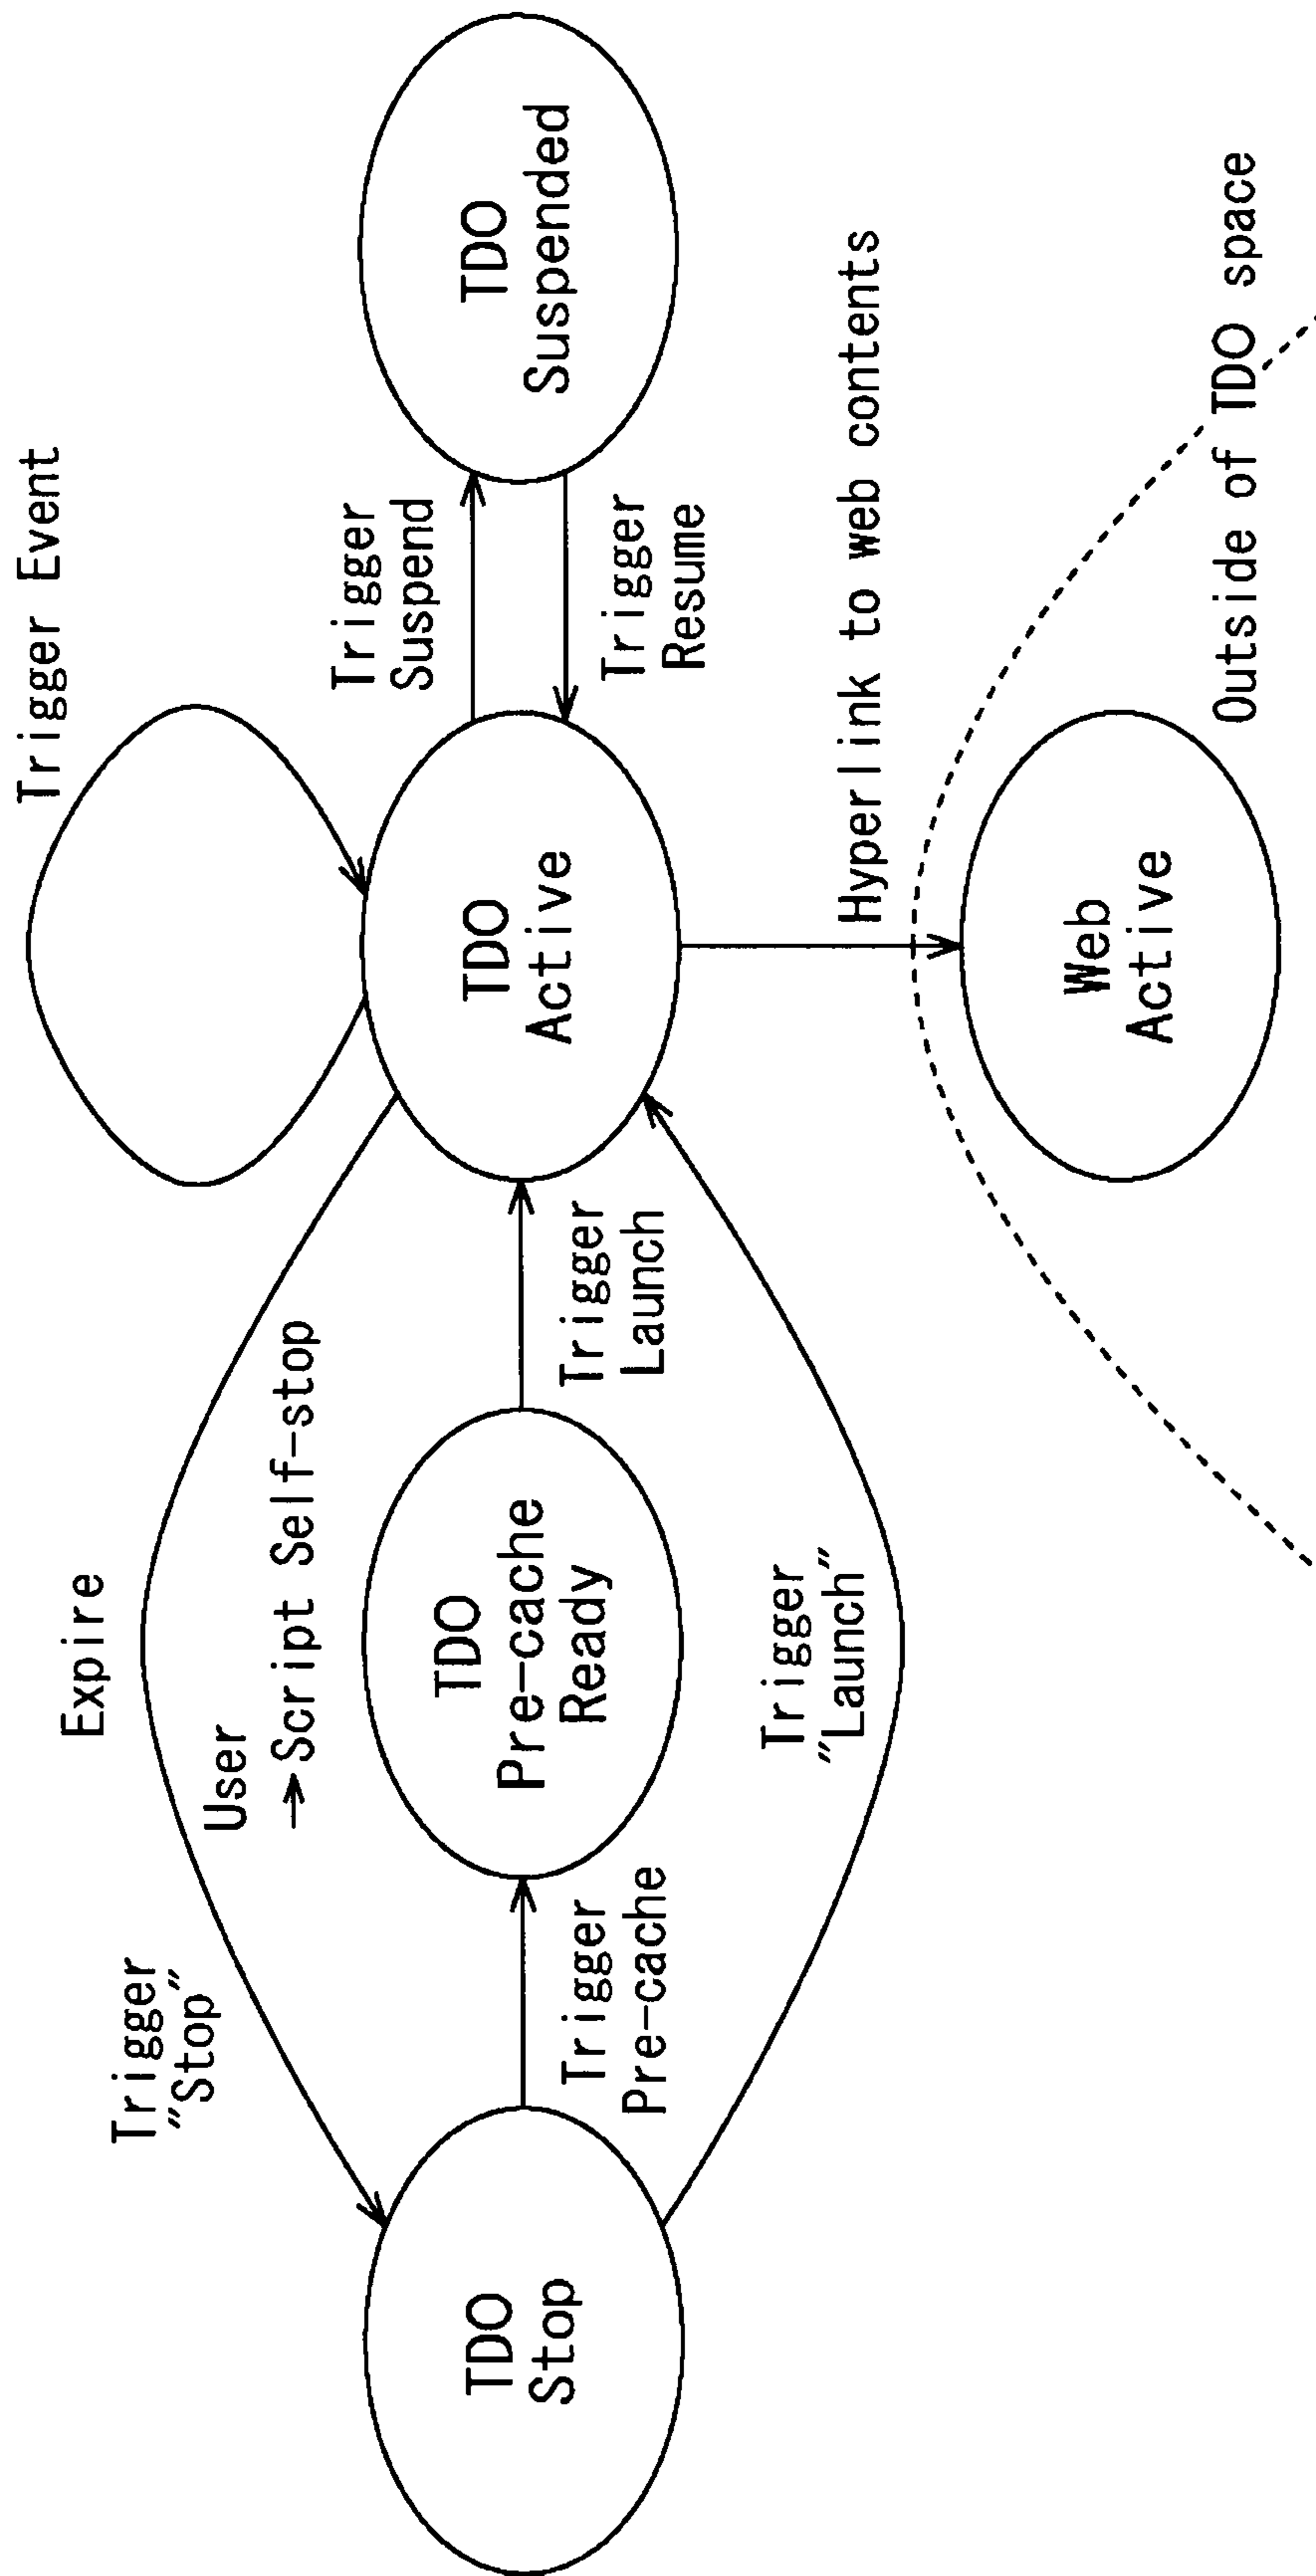 Trigger Event
Expire
Trigger
"Stop"
User
→Script Self-stop
Trigger
Suspend
TDO
Stop
TDO
Pre-cache
Ready
TDO
Active
TDO
Suspended
Trigger
Pre-cache
Trigger
Launch
Trigger
Resume
Trigger
"Launch"
Hyperlink to web contents
Web
Active
Outside of TDO space